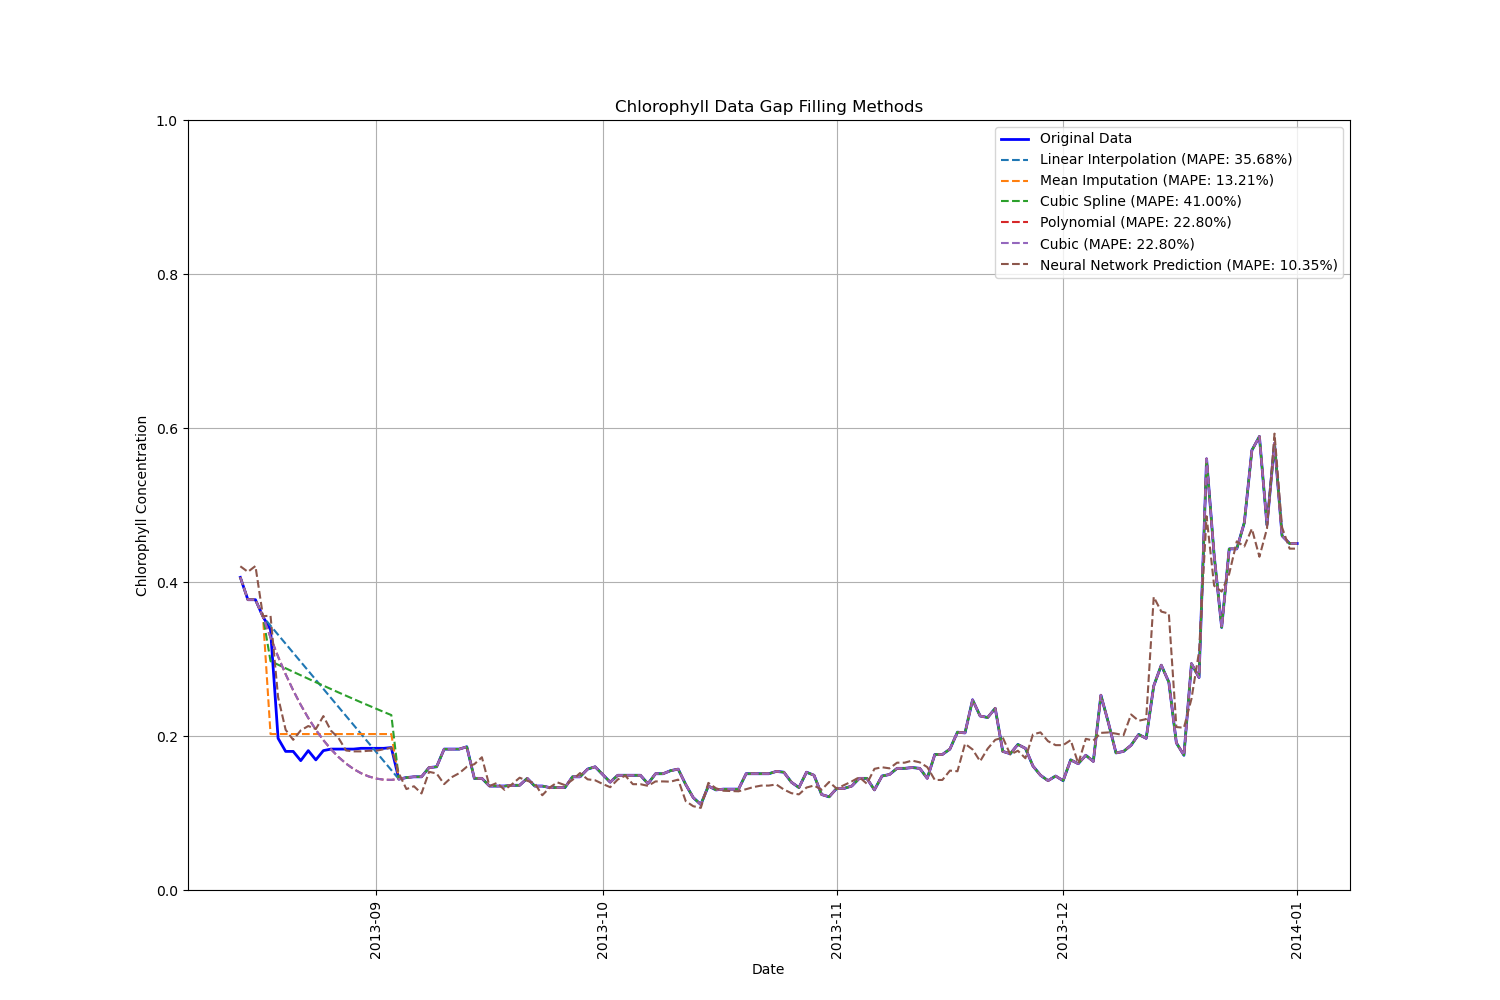 Chlorophyll Data Gap Filling Methods
Original Data
Linear Interpolation (MAPE: 35.68%)
Mean Imputation (MAPE: 13.21%)
Cubic Spline (MAPE: 41.00%)
Polynomial (MAPE: 22.80%)
Cubic (MAPE: 22.80%)
Neural Network Prediction (MAPE: 10.35%)
Chlorophyll Concentration
1.0
0.8
0.6
0.4
0.2
0.0
2013-09
2013-10
2013-11
2013-12
2014-01
Date